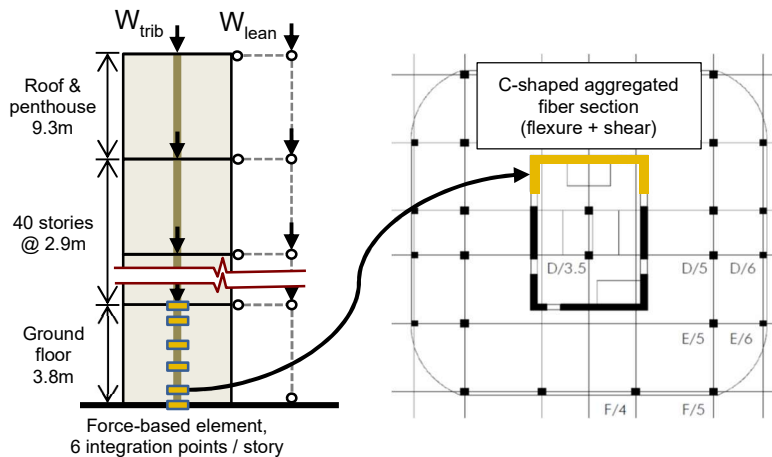 W_trib
W_lean
Roof &
penthouse
9.3m
40 stories
@ 2.9m
Ground
floor
3.8m
Force-based element,
6 integration points / story
C-shaped aggregated
fiber section
(flexure + shear)
D/3.5
D/5
D/6
E/5
E/6
F/4
F/5